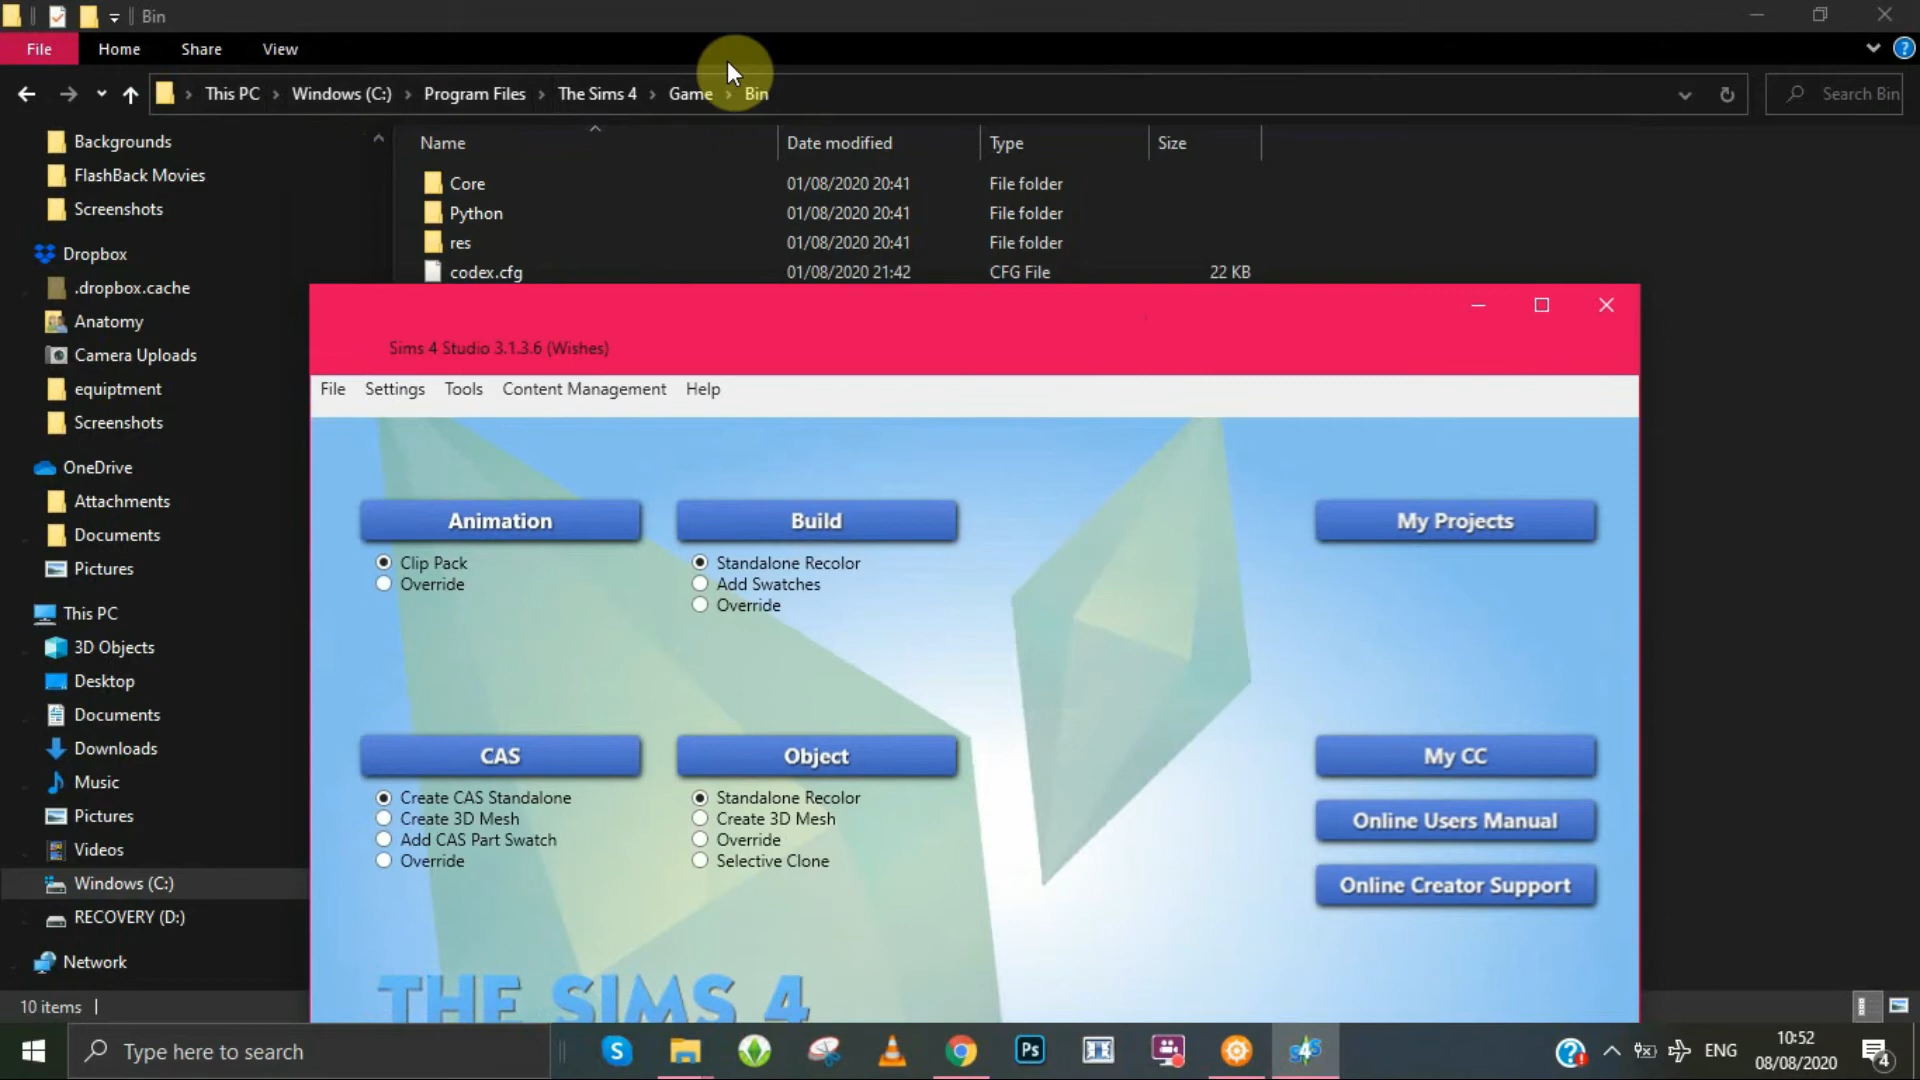 Bin
File Home Share View
This PC Windows (C:) Program Files The Sims 4 Game Bin
Search Bin
Name Date modified Type Size
Backgrounds
FlashBack Movies
Screenshots
Dropbox
.dropbox.cache
Anatomy
Camera Uploads
equiptment
Screenshots
OneDrive
Attachments
Documents
Pictures
This PC
3D Objects
Desktop
Documents
Downloads
Music
Pictures
Videos
Windows (C:)
RECOVERY (D:)
Network
Core 01/08/2020 20:41 File folder
Python 01/08/2020 20:41 File folder
res 01/08/2020 20:41 File folder
codex.cfg 01/08/2020 21:42 CFG File 22 KB
Sims 4 Studio 3.1.3.6 (Wishes)
File Settings Tools Content Management Help
Animation
Clip Pack
Override
Build
Standalone Recolor
Add Swatches
Override
My Projects
CAS
Create CAS Standalone
Create 3D Mesh
Add CAS Part Swatch
Override
Object
Standalone Recolor
Create 3D Mesh
Override
Selective Clone
My CC
Online Users Manual
Online Creator Support
THE SIMS 4
10 items
Type here to search
S
Ps
S4S
ENG
10:52
08/08/2020
4